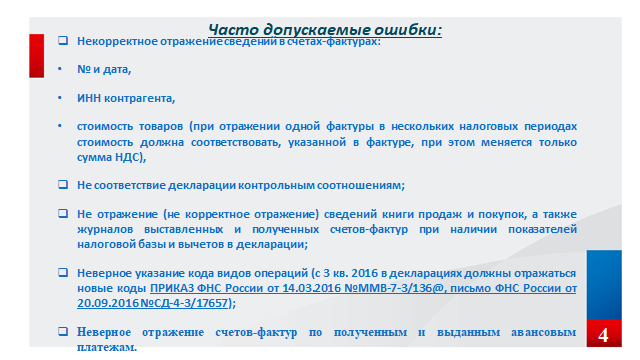 Часто допускаемые ошибки:
❑ Некорректное отражение сведений в счетах-фактурах:
• № и дата,
• ИНН контрагента,
• стоимость товаров (при отражении одной фактуры в нескольких налоговых периодах
стоимость должна соответствовать, указанной в фактуре, при этом меняется только
сумма НДС),
❑ Не соответствие декларации контрольным соотношениям;
❑ Не отражение (не корректное отражение) сведений книги продаж и покупок, а также
журналов выставленных и полученных счетов-фактур при наличии показателей
налоговой базы и вычетов в декларации;
❑ Неверное указание кода видов операций (с 3 кв. 2016 в декларациях должны отражаться
новые коды ПРИКАЗ ФНС России от 14.03.2016 №ММВ-7-3/136@, письмо ФНС России от
20.09.2016 №СД-4-3/17657);
❑ Неверное отражение счетов-фактур по полученным и выданным авансовым
платежам.
4